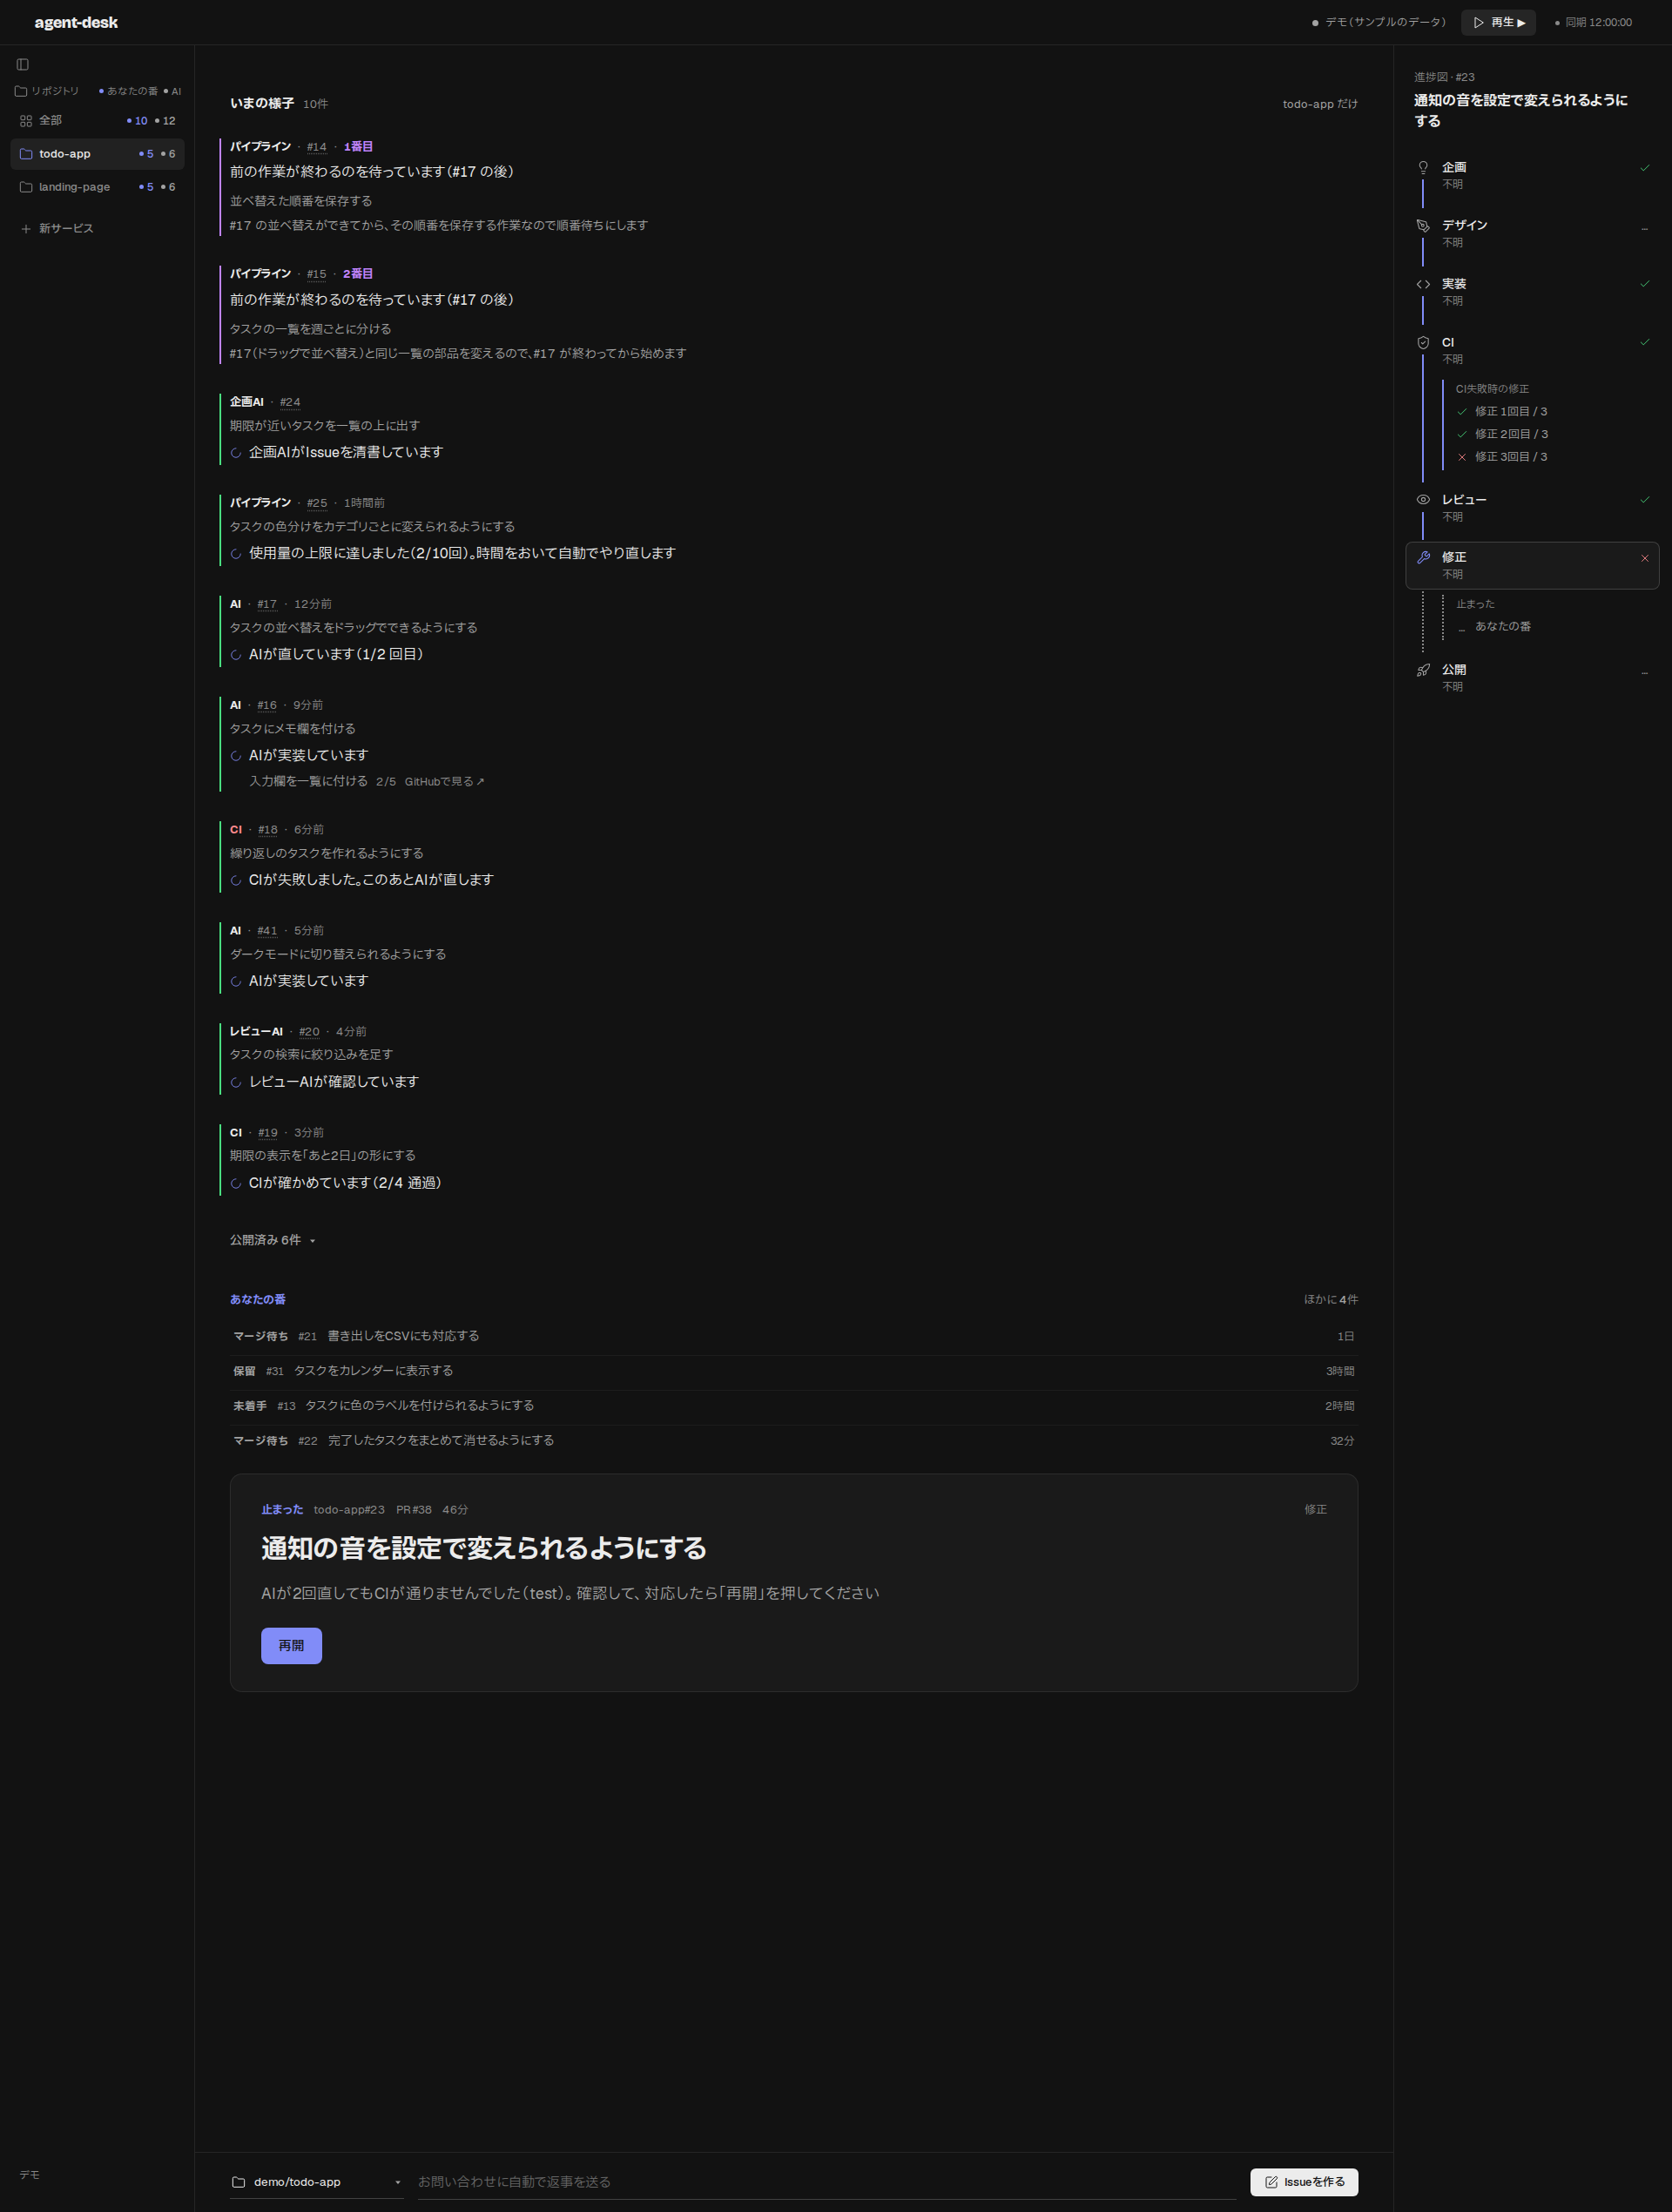 agent-desk
デモ(サンプルのデータ)
再生 ▶
同期 12:00:00
リポジトリ
あなたの番
AI
全部
10
12
todo-app
5
6
landing-page
5
6
新サービス
デモ
いまの様子 10件
todo-app だけ
パイプライン · #14 · 1番目
前の作業が終わるのを待っています(#17 の後)
並べ替えた順番を保存する
#17 の並べ替えができてから、その順番を保存する作業なので順番待ちにします
パイプライン · #15 · 2番目
前の作業が終わるのを待っています(#17 の後)
タスクの一覧を週ごとに分ける
#17(ドラッグで並べ替え)と同じ一覧の部品を変えるので、#17 が終わってから始めます
企画AI · #24
期限が近いタスクを一覧の上に出す
企画AIがIssueを清書しています
パイプライン · #25 · 1時間前
タスクの色分けをカテゴリごとに変えられるようにする
使用量の上限に達しました(2/10回)。時間をおいて自動でやり直します
AI · #17 · 12分前
タスクの並べ替えをドラッグでできるようにする
AIが直しています(1/2 回目)
AI · #16 · 9分前
タスクにメモ欄を付ける
AIが実装しています
入力欄を一覧に付ける 2/5 GitHubで見る ↗
CI · #18 · 6分前
繰り返しのタスクを作れるようにする
CIが失敗しました。このあとAIが直します
AI · #41 · 5分前
ダークモードに切り替えられるようにする
AIが実装しています
レビューAI · #20 · 4分前
タスクの検索に絞り込みを足す
レビューAIが確認しています
CI · #19 · 3分前
期限の表示を「あと2日」の形にする
CIが確かめています(2/4 通過)
公開済み 6件
あなたの番
ほかに 4件
マージ待ち #21 書き出しをCSVにも対応する 1日
保留 #31 タスクをカレンダーに表示する 3時間
未着手 #13 タスクに色のラベルを付けられるようにする 2時間
マージ待ち #22 完了したタスクをまとめて消せるようにする 32分
止まった todo-app#23 PR #38 46分
修正
通知の音を設定で変えられるようにする
AIが2回直してもCIが通りませんでした(test)。確認して、対応したら「再開」を押してください
再開
demo/todo-app
お問い合わせに自動で返事を送る
Issueを作る
進捗図 · #23
通知の音を設定で変えられるように
する
企画
不明
デザイン
...
不明
実装
不明
CI
不明
CI失敗時の修正
修正 1回目 / 3
修正 2回目 / 3
修正 3回目 / 3
レビュー
不明
修正
不明
止まった
... あなたの番
公開
...
不明